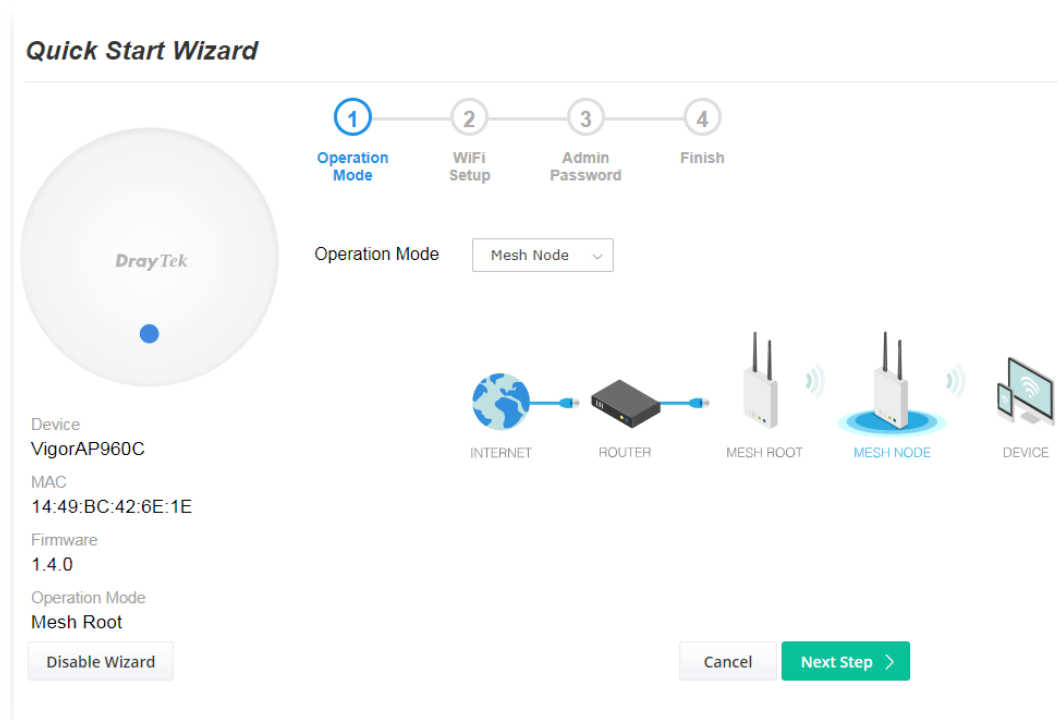 Quick Start Wizard
1
2
3
4
Operation
Mode
WiFi
Setup
Admin
Password
Finish
DrayTek
Operation Mode
Mesh Node
INTERNET
ROUTER
MESH ROOT
MESH NODE
DEVICE
Device
VigorAP960C
MAC
14:49:BC:42:6E:1E
Firmware
1.4.0
Operation Mode
Mesh Root
Disable Wizard
Cancel
Next Step